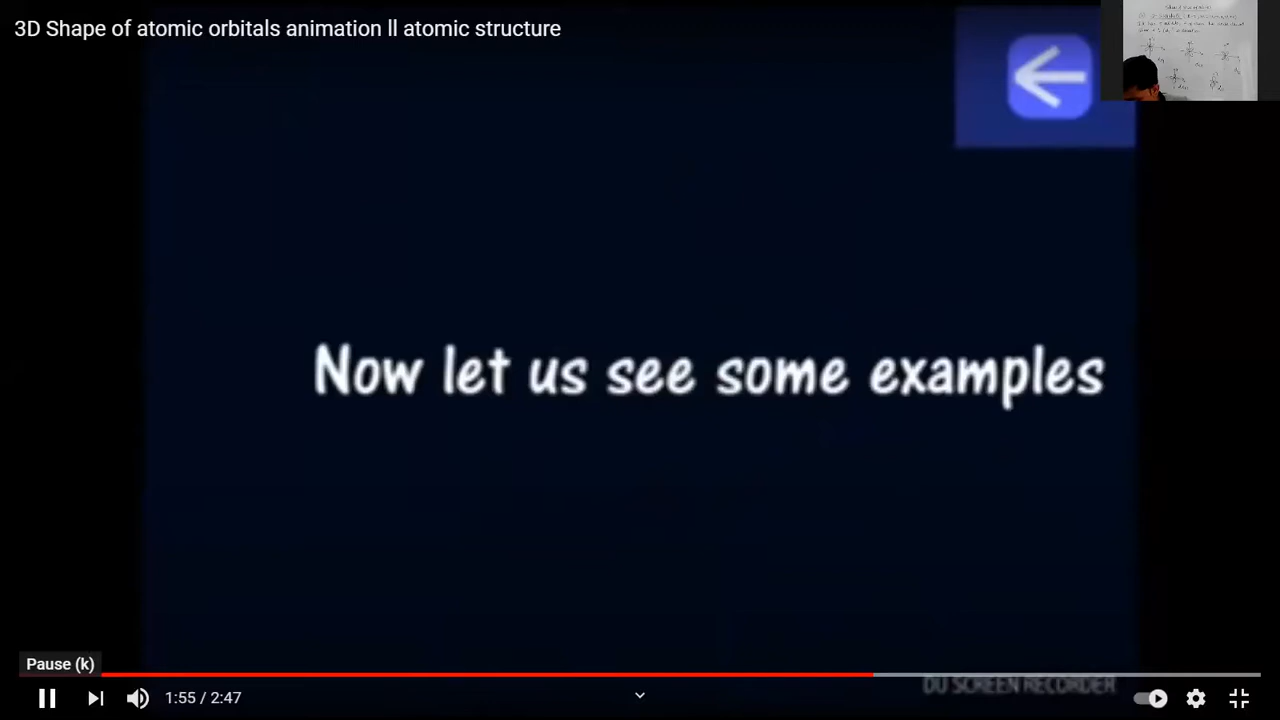 3D Shape of atomic orbitals animation ll atomic structure
Now let us see some examples
Pause (k)
1:55 / 2:47
DU SCREEN RECORDER